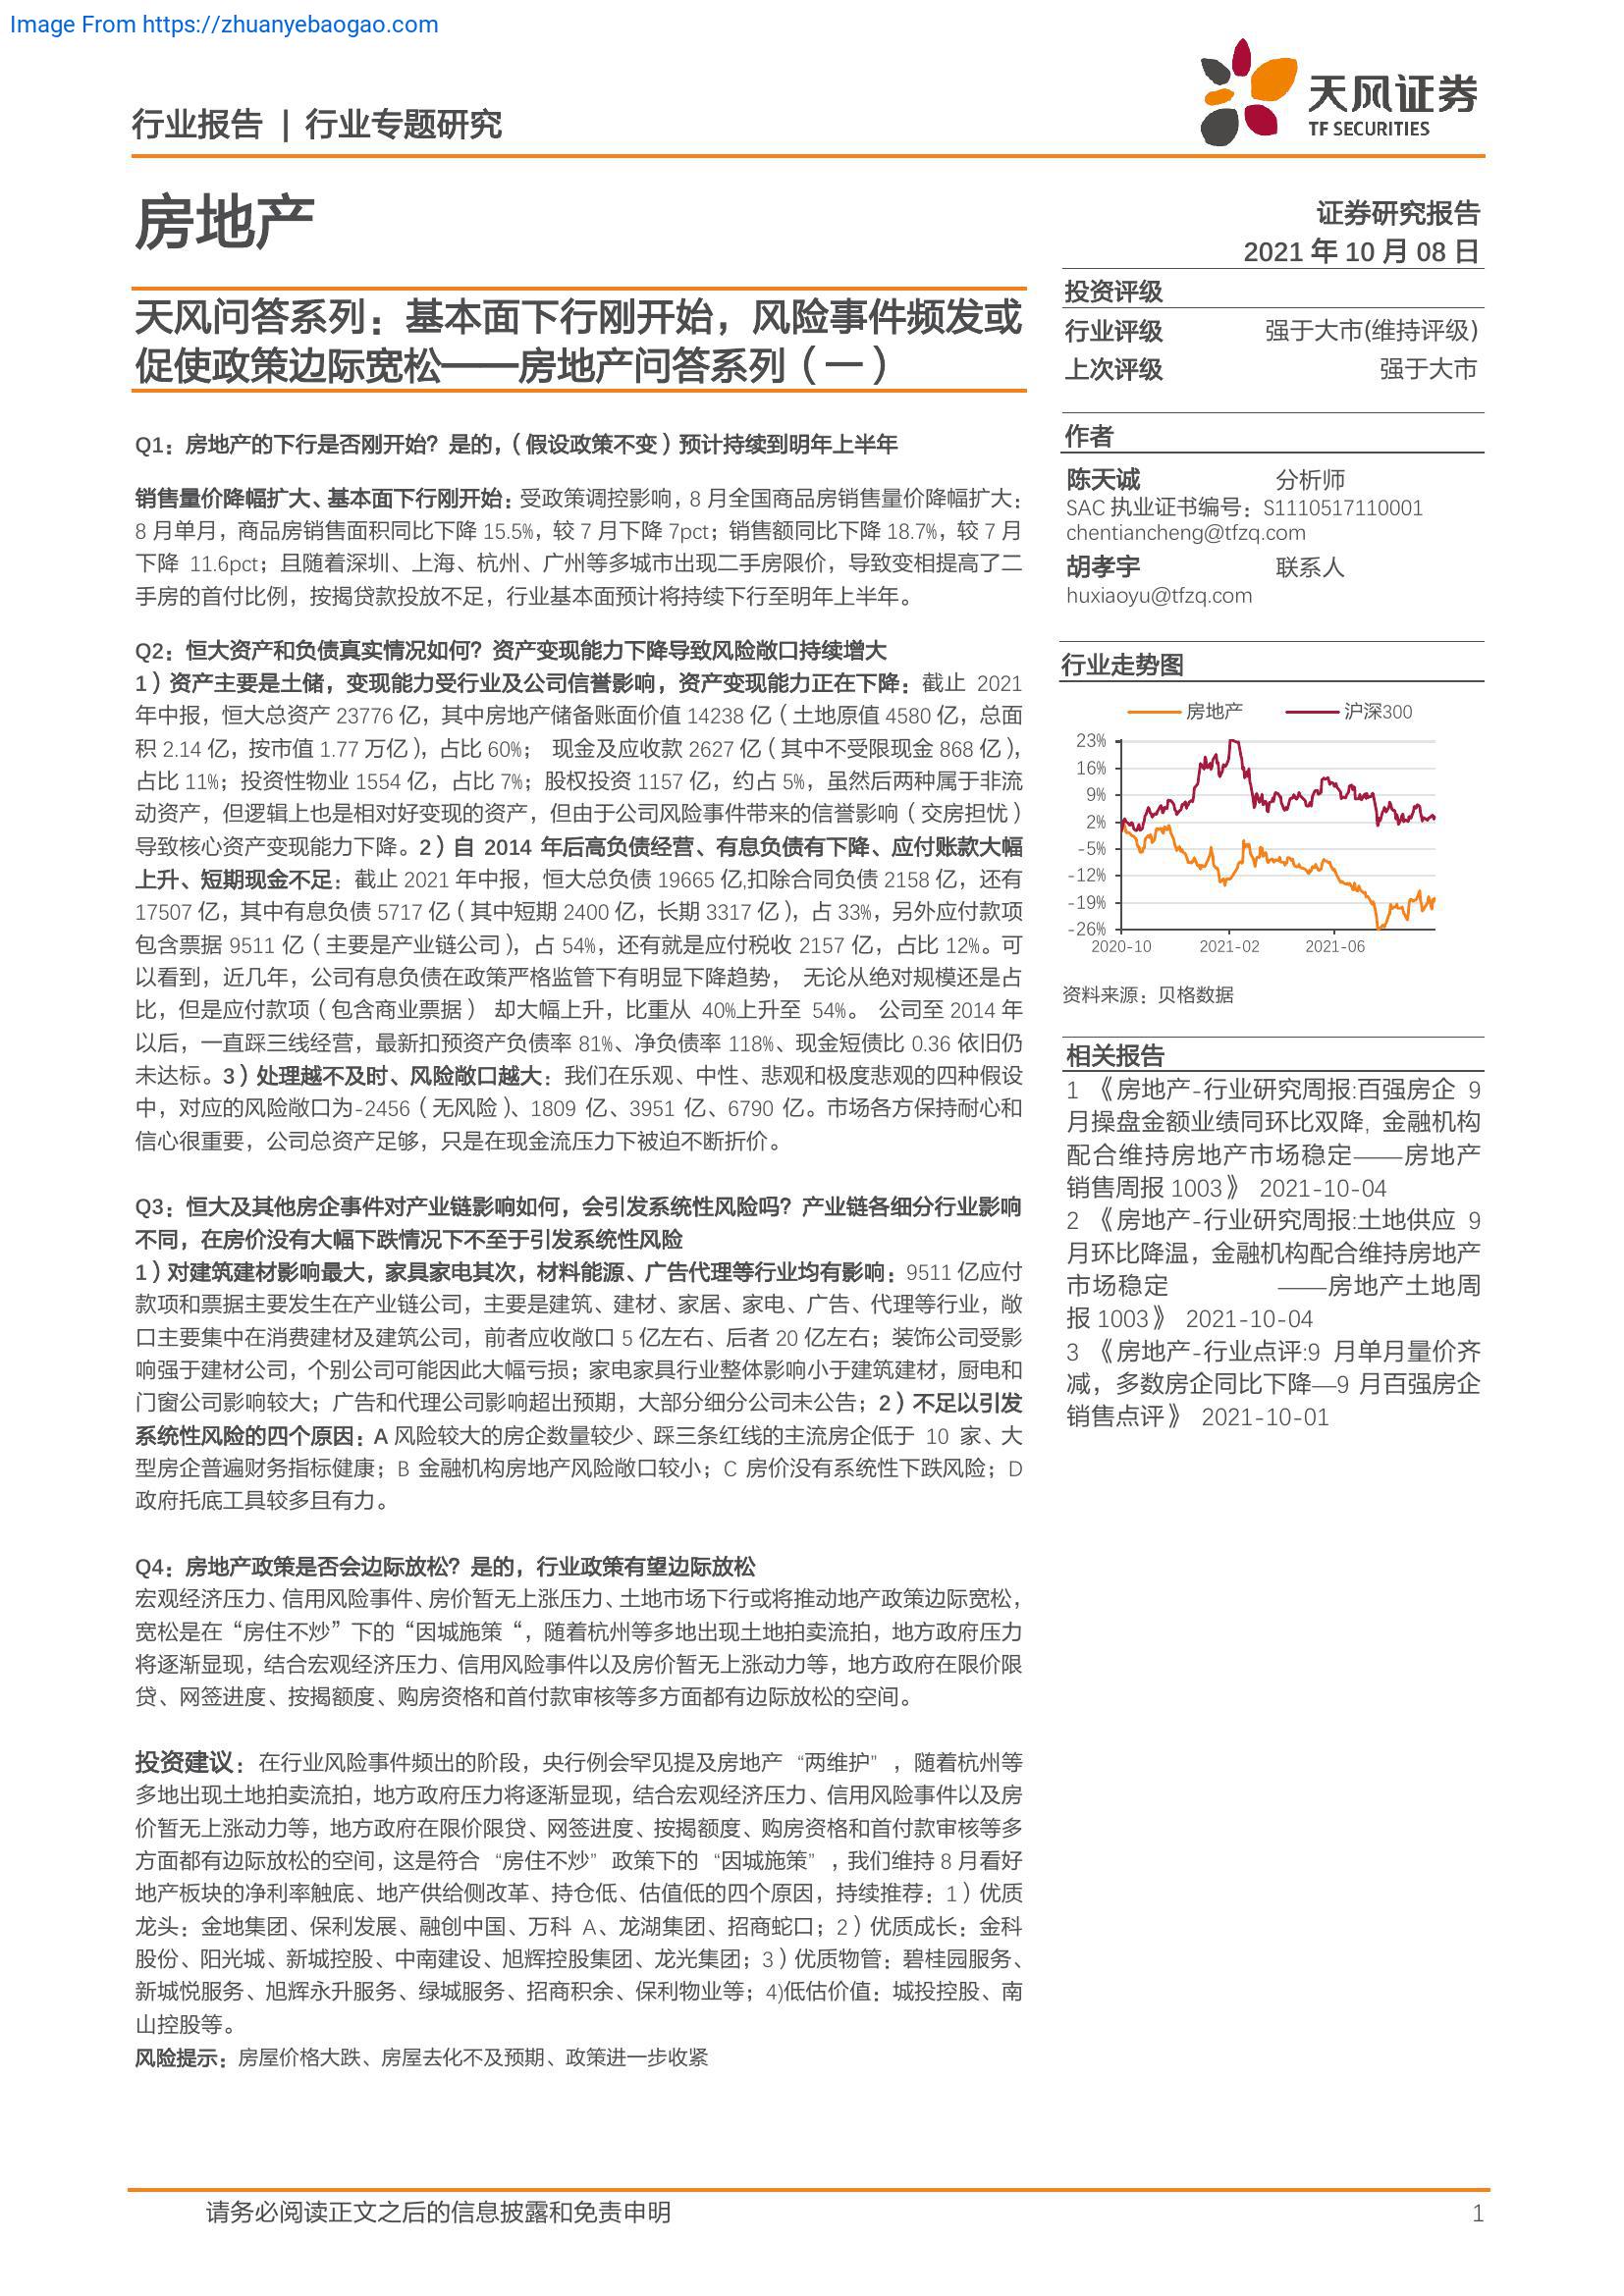 Image From https://zhuanyebaogao.com
行业报告 | 行业专题研究
天风证券
TF SECURITIES
房地产
证券研究报告
2021 年 10 月 08 日
天风问答系列：基本面下行刚开始，风险事件频发或
促使政策边际宽松——房地产问答系列（一）
Q1：房地产的下行是否刚开始？是的，（假设政策不变）预计持续到明年上半年
销售量价降幅扩大、基本面下行刚开始：受政策调控影响，8 月全国商品房销售量价降幅扩大：
8 月单月，商品房销售面积同比下降 15.5%，较 7 月下降 7pct；销售额同比下降 18.7%，较 7 月
下降 11.6pct；且随着深圳、上海、杭州、广州等多城市出现二手房限价，导致变相提高了二
手房的首付比例，按揭贷款投放不足，行业基本面预计将持续下行至明年上半年。
Q2：恒大资产和负债真实情况如何？资产变现能力下降导致风险敞口持续增大
1）资产主要是土储，变现能力受行业及公司信誉影响，资产变现能力正在下降：截止 2021
年中报，恒大总资产 23776 亿，其中房地产储备账面价值 14238 亿（土地原值 4580 亿，总面
积 2.14 亿，按市值 1.77 万亿），占比 60%； 现金及应收款 2627 亿（其中不受限现金 868 亿），
占比 11%；投资性物业 1554 亿，占比 7%；股权投资 1157 亿，约占 5%，虽然后两种属于非流
动资产，但逻辑上也是相对好变现的资产，但由于公司风险事件带来的信誉影响（交房担忧）
导致核心资产变现能力下降。2）自 2014 年后高负债经营、有息负债有下降、应付账款大幅
上升、短期现金不足：截止 2021 年中报，恒大总负债 19665 亿,扣除合同负债 2158 亿，还有
17507 亿，其中有息负债 5717 亿（其中短期 2400 亿，长期 3317 亿），占 33%，另外应付款项
包含票据 9511 亿（主要是产业链公司），占 54%，还有就是应付税收 2157 亿，占比 12%。可
以看到，近几年，公司有息负债在政策严格监管下有明显下降趋势， 无论从绝对规模还是占
比，但是应付款项（包含商业票据） 却大幅上升，比重从 40%上升至 54%。 公司至 2014 年
以后，一直踩三线经营，最新扣预资产负债率 81%、净负债率 118%、现金短债比 0.36 依旧仍
未达标。3）处理越不及时、风险敞口越大：我们在乐观、中性、悲观和极度悲观的四种假设
中，对应的风险敞口为-2456（无风险）、1809 亿、3951 亿、6790 亿。市场各方保持耐心和
信心很重要，公司总资产足够，只是在现金流压力下被迫不断折价。
Q3：恒大及其他房企事件对产业链影响如何，会引发系统性风险吗？产业链各细分行业影响
不同，在房价没有大幅下跌情况下不至于引发系统性风险
1）对建筑建材影响最大，家具家电其次，材料能源、广告代理等行业均有影响：9511 亿应付
款项和票据主要发生在产业链公司，主要是建筑、建材、家居、家电、广告、代理等行业，敞
口主要集中在消费建材及建筑公司，前者应收敞口 5 亿左右、后者 20 亿左右；装饰公司受影
响强于建材公司，个别公司可能因此大幅亏损；家电家具行业整体影响小于建筑建材，厨电和
门窗公司影响较大；广告和代理公司影响超出预期，大部分细分公司未公告；2）不足以引发
系统性风险的四个原因：A 风险较大的房企数量较少、踩三条红线的主流房企低于 10 家、大
型房企普遍财务指标健康；B 金融机构房地产风险敞口较小；C 房价没有系统性下跌风险；D
政府托底工具较多且有力。
Q4：房地产政策是否会边际放松？是的，行业政策有望边际放松
宏观经济压力、信用风险事件、房价暂无上涨压力、土地市场下行或将推动地产政策边际宽松，
宽松是在“房住不炒”下的“因城施策“，随着杭州等多地出现土地拍卖流拍，地方政府压力
将逐渐显现，结合宏观经济压力、信用风险事件以及房价暂无上涨动力等，地方政府在限价限
贷、网签进度、按揭额度、购房资格和首付款审核等多方面都有边际放松的空间。
投资建议：在行业风险事件频出的阶段，央行例会罕见提及房地产“两维护”，随着杭州等
多地出现土地拍卖流拍，地方政府压力将逐渐显现，结合宏观经济压力、信用风险事件以及房
价暂无上涨动力等，地方政府在限价限贷、网签进度、按揭额度、购房资格和首付款审核等多
方面都有边际放松的空间，这是符合“房住不炒”政策下的“因城施策”，我们维持 8 月看好
地产板块的净利率触底、地产供给侧改革、持仓低、估值低的四个原因，持续推荐：1）优质
龙头：金地集团、保利发展、融创中国、万科 A、龙湖集团、招商蛇口；2）优质成长：金科
股份、阳光城、新城控股、中南建设、旭辉控股集团、龙光集团；3）优质物管：碧桂园服务、
新城悦服务、旭辉永升服务、绿城服务、招商积余、保利物业等；4)低估价值：城投控股、南
山控股等。
风险提示：房屋价格大跌、房屋去化不及预期、政策进一步收紧
投资评级
行业评级 强于大市(维持评级)
上次评级 强于大市
作者
陈天诚 分析师
SAC 执业证书编号：S1110517110001
chentiancheng@tfzq.com
胡孝宇 联系人
huxiaoyu@tfzq.com
行业走势图
房地产 沪深300
23%
16%
9%
2%
-5%
-12%
-19%
-26%
2020-10 2021-02 2021-06
资料来源：贝格数据
相关报告
1 《房地产-行业研究周报:百强房企 9
月操盘金额业绩同环比双降, 金融机构
配合维持房地产市场稳定——房地产
销售周报 1003》 2021-10-04
2 《房地产-行业研究周报:土地供应 9
月环比降温，金融机构配合维持房地产
市场稳定 ——房地产土地周
报 1003》 2021-10-04
3 《房地产-行业点评:9 月单月量价齐
减，多数房企同比下降—9 月百强房企
销售点评》 2021-10-01
请务必阅读正文之后的信息披露和免责申明 1